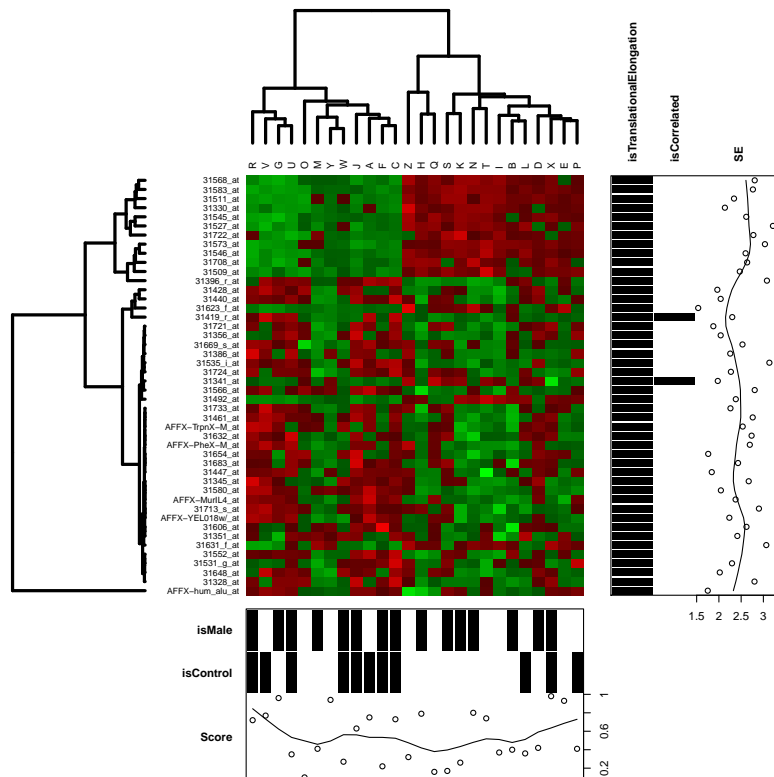 isTranslationalElongation
isCorrelated
SE
R V G U O M Y W J A F C Z H Q S K N T I B L D X E P
31568_at
31583_at
31511_at
31330_at
31545_at
31527_at
31722_at
31573_at
31546_at
31708_at
31509_at
31396_r_at
31428_at
31440_at
31623_f_at
31419_r_at
31721_at
31356_at
31669_s_at
31386_at
31535_i_at
31724_at
31341_at
31566_at
31492_at
31733_at
31461_at
AFFX−TrpnX−M_at
31632_at
AFFX−PheX−M_at
31654_at
31683_at
31447_at
31345_at
31580_at
AFFX−MurIL4_at
31713_s_at
AFFX−YEL018w/_at
31606_at
31351_at
31631_f_at
31552_at
31531_g_at
31648_at
31328_at
AFFX−hum_alu_at
1.5 2 2.5 3
isMale
isControl
Score
1
0.6
0.2